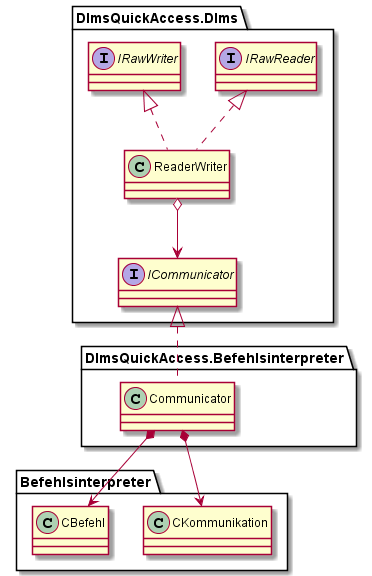 DlmsQuickAccess.Dlms
I IRawWriter
I IRawReader
C ReaderWriter
I ICommunicator
DlmsQuickAccess.Befehlsinterpreter
C Communicator
Befehlsinterpreter
C CBefehl
C CKommunikation